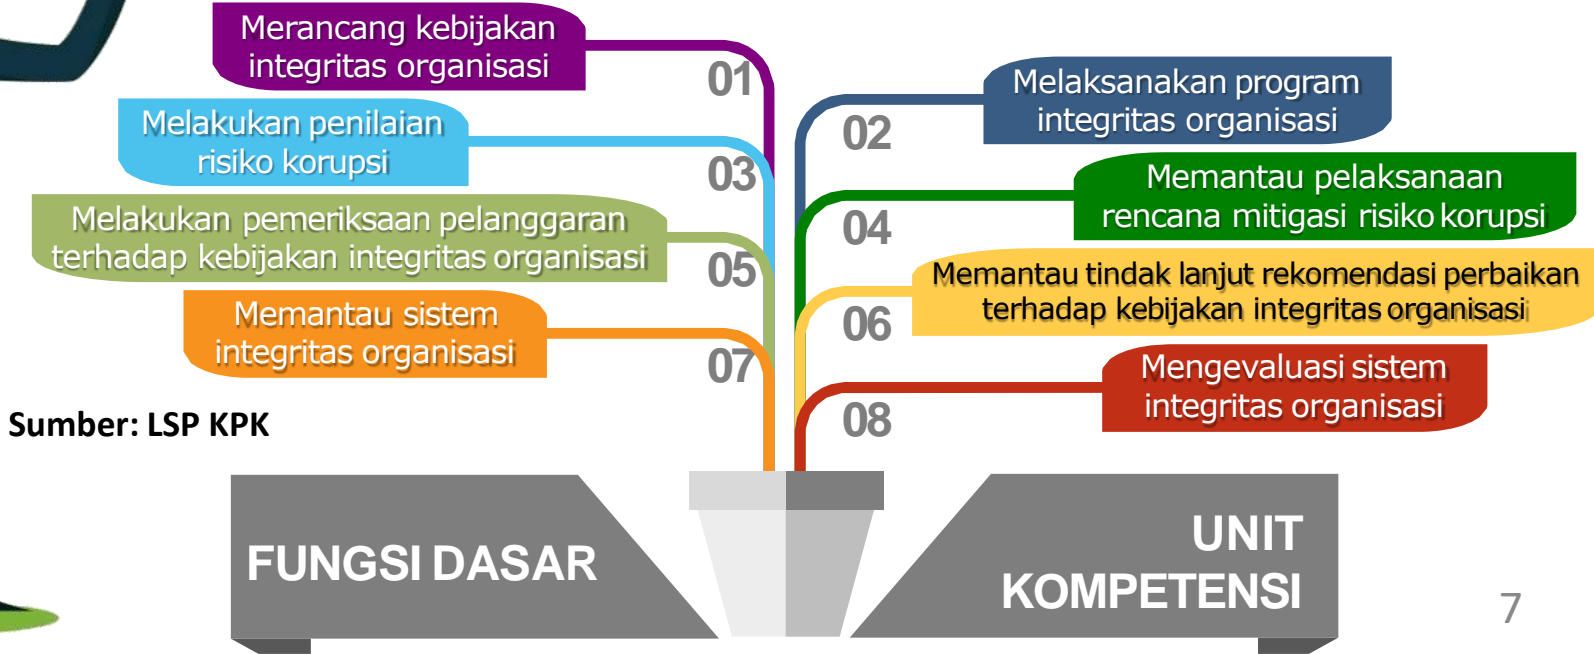 Merancang kebijakan
integritas organisasi
01
Melaksanakan program
integritas organisasi
02
Melakukan penilaian
risiko korupsi
03
Memantau pelaksanaan
rencana mitigasi risiko korupsi
04
Melakukan pemeriksaan pelanggaran
terhadap kebijakan integritas organisasi
05
Memantau tindak lanjut rekomendasi perbaikan
terhadap kebijakan integritas organisasi
06
Memantau sistem
integritas organisasi
07
Mengevaluasi sistem
integritas organisasi
08
Sumber: LSP KPK
FUNGSI DASAR
UNIT
KOMPETENSI
7